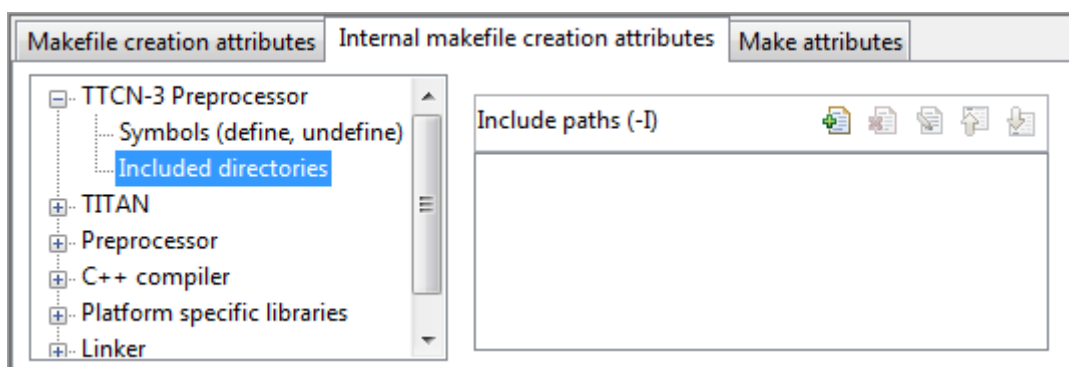 Makefile creation attributes Internal makefile creation attributes Make attributes
TTCN-3 Preprocessor
Symbols (define, undefine)
Included directories
TITAN
Preprocessor
C++ compiler
Platform specific libraries
Linker
Include paths (-I)